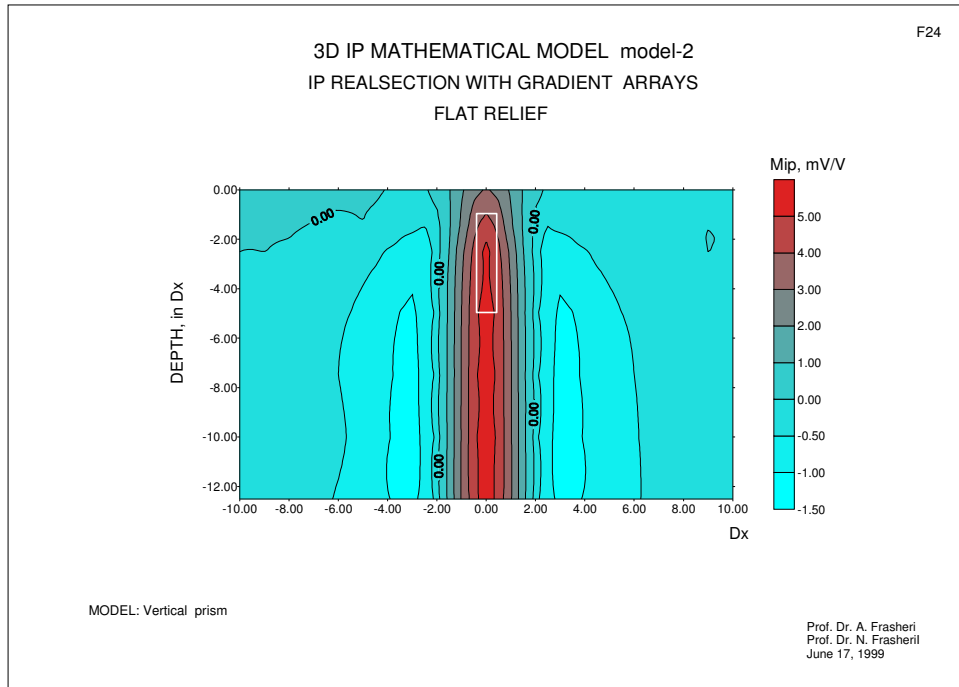 F24
3D IP MATHEMATICAL MODEL model-2
IP REALSECTION WITH GRADIENT ARRAYS
FLAT RELIEF
Mip, mV/V
5.00
4.00
3.00
2.00
1.00
0.00
-0.50
-1.00
-1.50
DEPTH, in Dx
0.00
-2.00
-4.00
-6.00
-8.00
-10.00
-12.00
0.00
0.00
0.00
0.00
0.00
-10.00 -8.00 -6.00 -4.00 -2.00 0.00 2.00 4.00 6.00 8.00 10.00
Dx
MODEL: Vertical prism
Prof. Dr. A. Frasheri
Prof. Dr. N. Frasheril
June 17, 1999